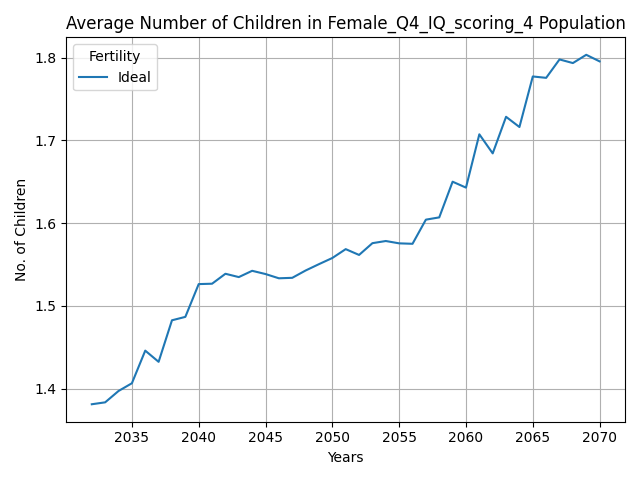 Average Number of Children in Female_Q4_IQ_scoring_4 Population
Fertility
Ideal
No. of Children
1.8
1.7
1.6
1.5
1.4
2035 2040 2045 2050 2055 2060 2065 2070
Years